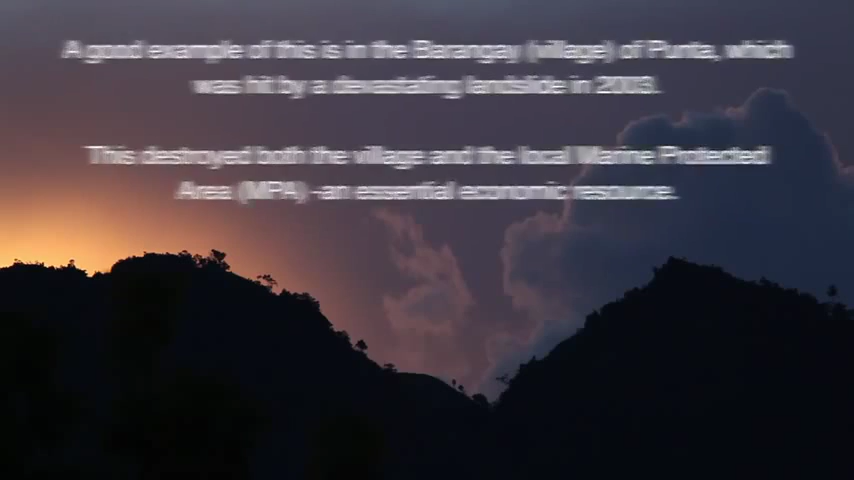 A good example of this is in the Barangay (village) of Punta, which
was hit by a devastating landslide in 2003.
This destroyed both the village and the local Marine Protected
Area (MPA) -an essential economic resource.